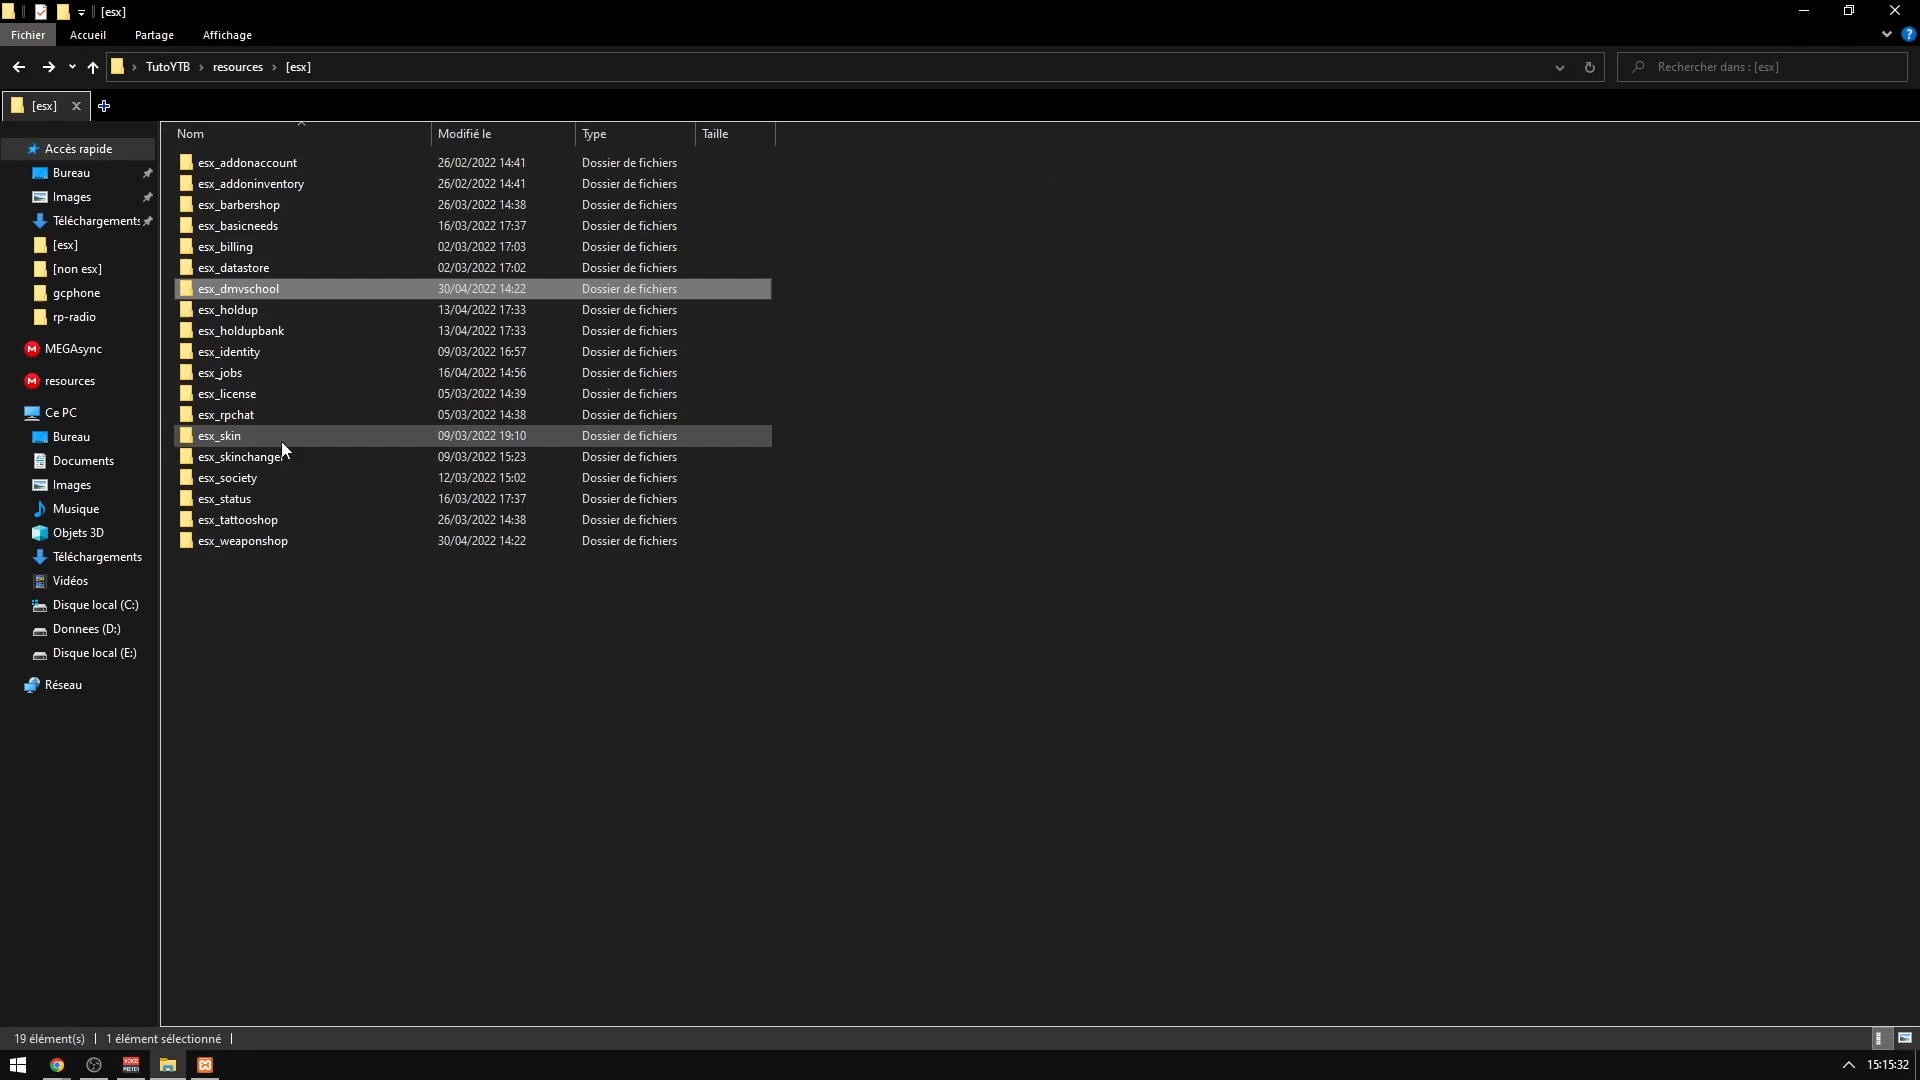 [esx]
Fichier Accueil Partage Affichage
TutoYTB › resources › [esx] Rechercher dans : [esx]
[esx]
Nom Modifié le Type Taille
Accès rapide
Bureau
Images
Téléchargements
[esx]
[non esx]
gcphone
rp-radio
MEGAsync
resources
Ce PC
Bureau
Documents
Images
Musique
Objets 3D
Téléchargements
Vidéos
Disque local (C:)
Donnees (D:)
Disque local (E:)
Réseau
esx_addonaccount 26/02/2022 14:41 Dossier de fichiers
esx_addoninventory 26/02/2022 14:41 Dossier de fichiers
esx_barbershop 26/03/2022 14:38 Dossier de fichiers
esx_basicneeds 16/03/2022 17:37 Dossier de fichiers
esx_billing 02/03/2022 17:03 Dossier de fichiers
esx_datastore 02/03/2022 17:02 Dossier de fichiers
esx_dmvschool 30/04/2022 14:22 Dossier de fichiers
esx_holdup 13/04/2022 17:33 Dossier de fichiers
esx_holdupbank 13/04/2022 17:33 Dossier de fichiers
esx_identity 09/03/2022 16:57 Dossier de fichiers
esx_jobs 16/04/2022 14:56 Dossier de fichiers
esx_license 05/03/2022 14:39 Dossier de fichiers
esx_rpchat 05/03/2022 14:38 Dossier de fichiers
esx_skin 09/03/2022 19:10 Dossier de fichiers
esx_skinchanger 09/03/2022 15:23 Dossier de fichiers
esx_society 12/03/2022 15:02 Dossier de fichiers
esx_status 16/03/2022 17:37 Dossier de fichiers
esx_tattooshop 26/03/2022 14:38 Dossier de fichiers
esx_weaponshop 30/04/2022 14:22 Dossier de fichiers
19 élément(s) 1 élément sélectionné
15:15:32